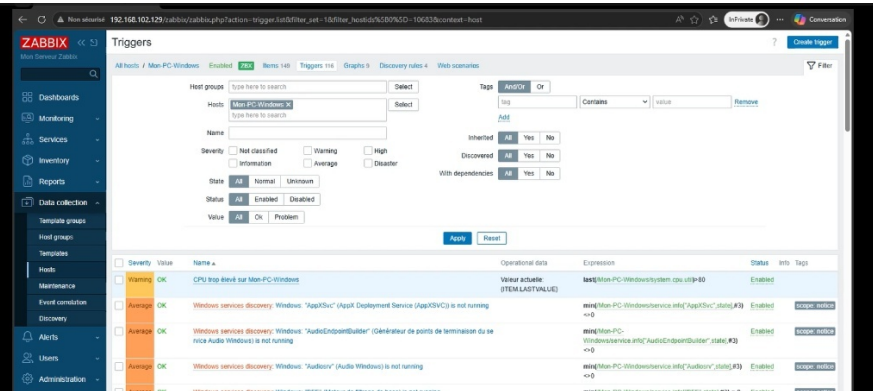 Non sécurisé 192.168.102.129/zabbix/zabbix.php?action=trigger.list&filter_set=1&filter_hostids%5B0%5D=10683&context=host
InPrivate
Conversation
ZABBIX
Mon Serveur Zabbix
Dashboards
Monitoring
Services
Inventory
Reports
Data collection
Template groups
Host groups
Templates
Hosts
Maintenance
Event correlation
Discovery
Alerts
Users
Administration
Triggers
? Create trigger
All hosts / Mon-PC-Windows Enabled ZBX Items 149 Triggers 116 Graphs 9 Discovery rules 4 Web scenarios
Filter
Host groups type here to search Select
Hosts Mon-PC-Windows Select
type here to search
Name
Severity Not classified Warning High
Information Average Disaster
State All Normal Unknown
Status All Enabled Disabled
Value All Ok Problem
Tags And/Or Or
tag Contains value Remove
Add
Inherited All Yes No
Discovered All Yes No
With dependencies All Yes No
Apply Reset
Severity Value Name Operational data Expression Status Info Tags
Warning OK CPU trop élevé sur Mon-PC-Windows Valeur actuelle: last(/Mon-PC-Windows/system.cpu.util)>80 Enabled
{ITEM.LASTVALUE}
Average OK Windows services discovery: Windows: "AppXSvc" (AppX Deployment Service (AppXSVC)) is not running min(/Mon-PC-Windows/service.info["AppXSvc",state],#3) Enabled scope: notice
<>0
Average OK Windows services discovery: Windows: "AudioEndpointBuilder" (Générateur de points de terminaison du se min(/Mon-PC- Enabled scope: notice
rvice Audio Windows) is not running Windows/service.info["AudioEndpointBuilder",state],#3)
<>0
Average OK Windows services discovery: Windows: "Audiosrv" (Audio Windows) is not running min(/Mon-PC-Windows/service.info["Audiosrv",state],#3) Enabled scope: notice
<>0